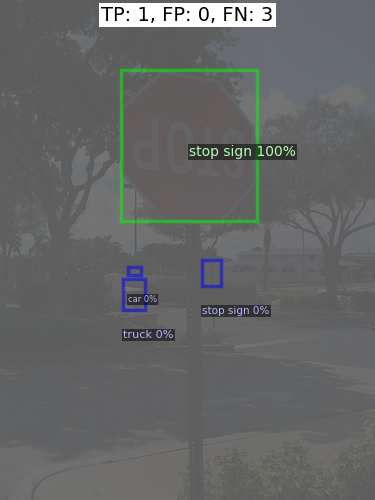 TP: 1, FP: 0, FN: 3
STOP
stop sign 100%
car 0%
stop sign 0%
truck 0%